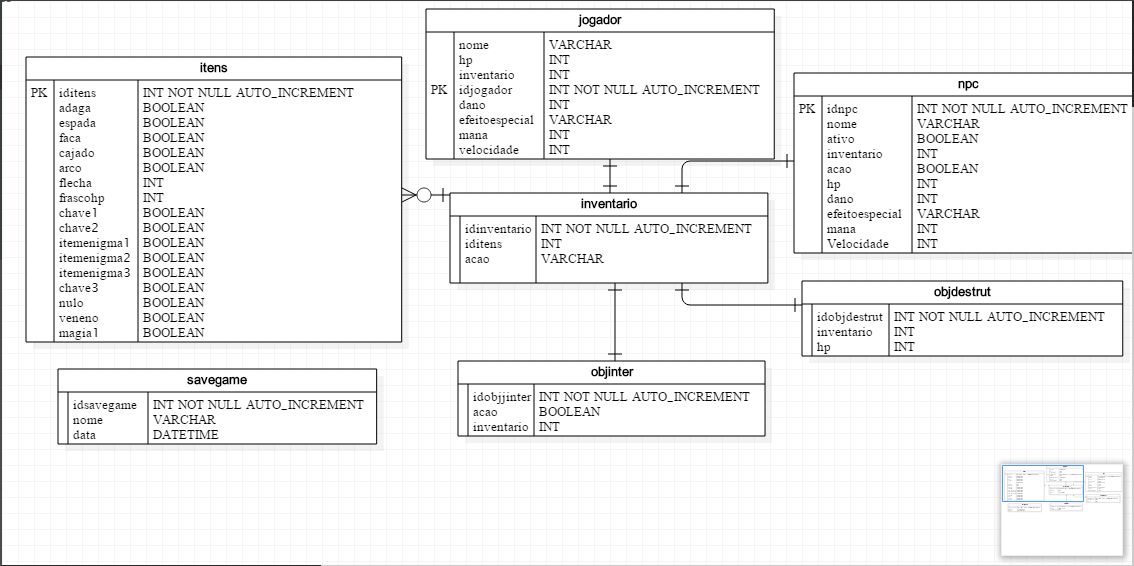 jogador
nome VARCHAR
hp INT
inventario INT
PK idjogador INT NOT NULL AUTO_INCREMENT
dano INT
efeitoespecial VARCHAR
mana INT
velocidade INT
itens
PK iditens INT NOT NULL AUTO_INCREMENT
adaga BOOLEAN
espada BOOLEAN
faca BOOLEAN
cajado BOOLEAN
arco BOOLEAN
flecha INT
frascohp INT
chave1 BOOLEAN
chave2 BOOLEAN
itemenigma1 BOOLEAN
itemenigma2 BOOLEAN
itemenigma3 BOOLEAN
chave3 BOOLEAN
nulo BOOLEAN
veneno BOOLEAN
magia1 BOOLEAN
npc
PK idnpc INT NOT NULL AUTO_INCREMENT
nome VARCHAR
ativo BOOLEAN
inventario INT
acao BOOLEAN
hp INT
dano INT
efeitoespecial VARCHAR
mana INT
Velocidade INT
inventario
idinventario INT NOT NULL AUTO_INCREMENT
iditens INT
acao VARCHAR
objdestrut
idobjdestrut INT NOT NULL AUTO_INCREMENT
inventario INT
hp INT
savegame
idsavegame INT NOT NULL AUTO_INCREMENT
nome VARCHAR
data DATETIME
objinter
idobjjinter INT NOT NULL AUTO_INCREMENT
acao BOOLEAN
inventario INT